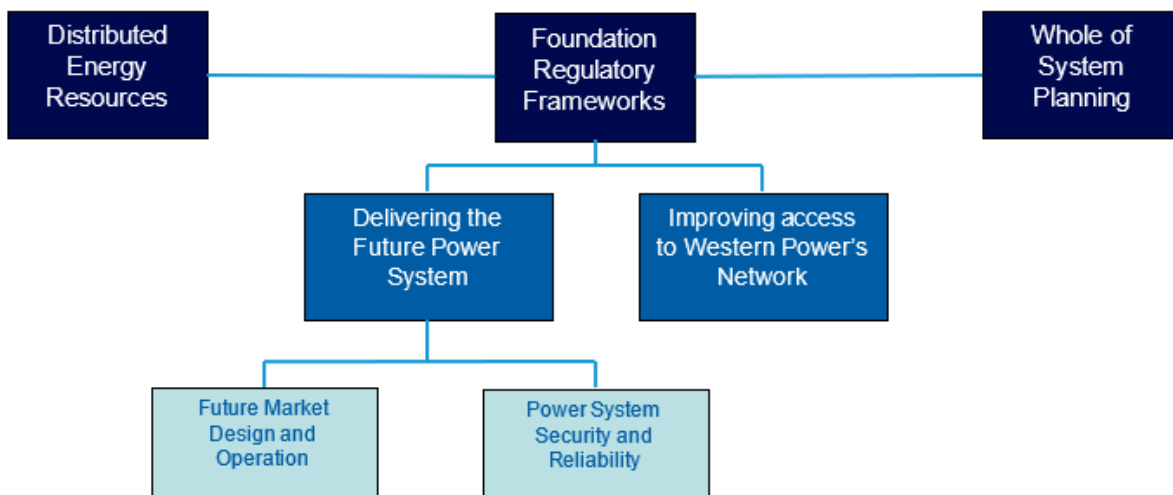 Distributed
Energy
Resources
Foundation
Regulatory
Frameworks
Whole of
System
Planning
Delivering the
Future Power
System
Improving access
to Western Power's
Network
Future Market
Design and
Operation
Power System
Security and
Reliability